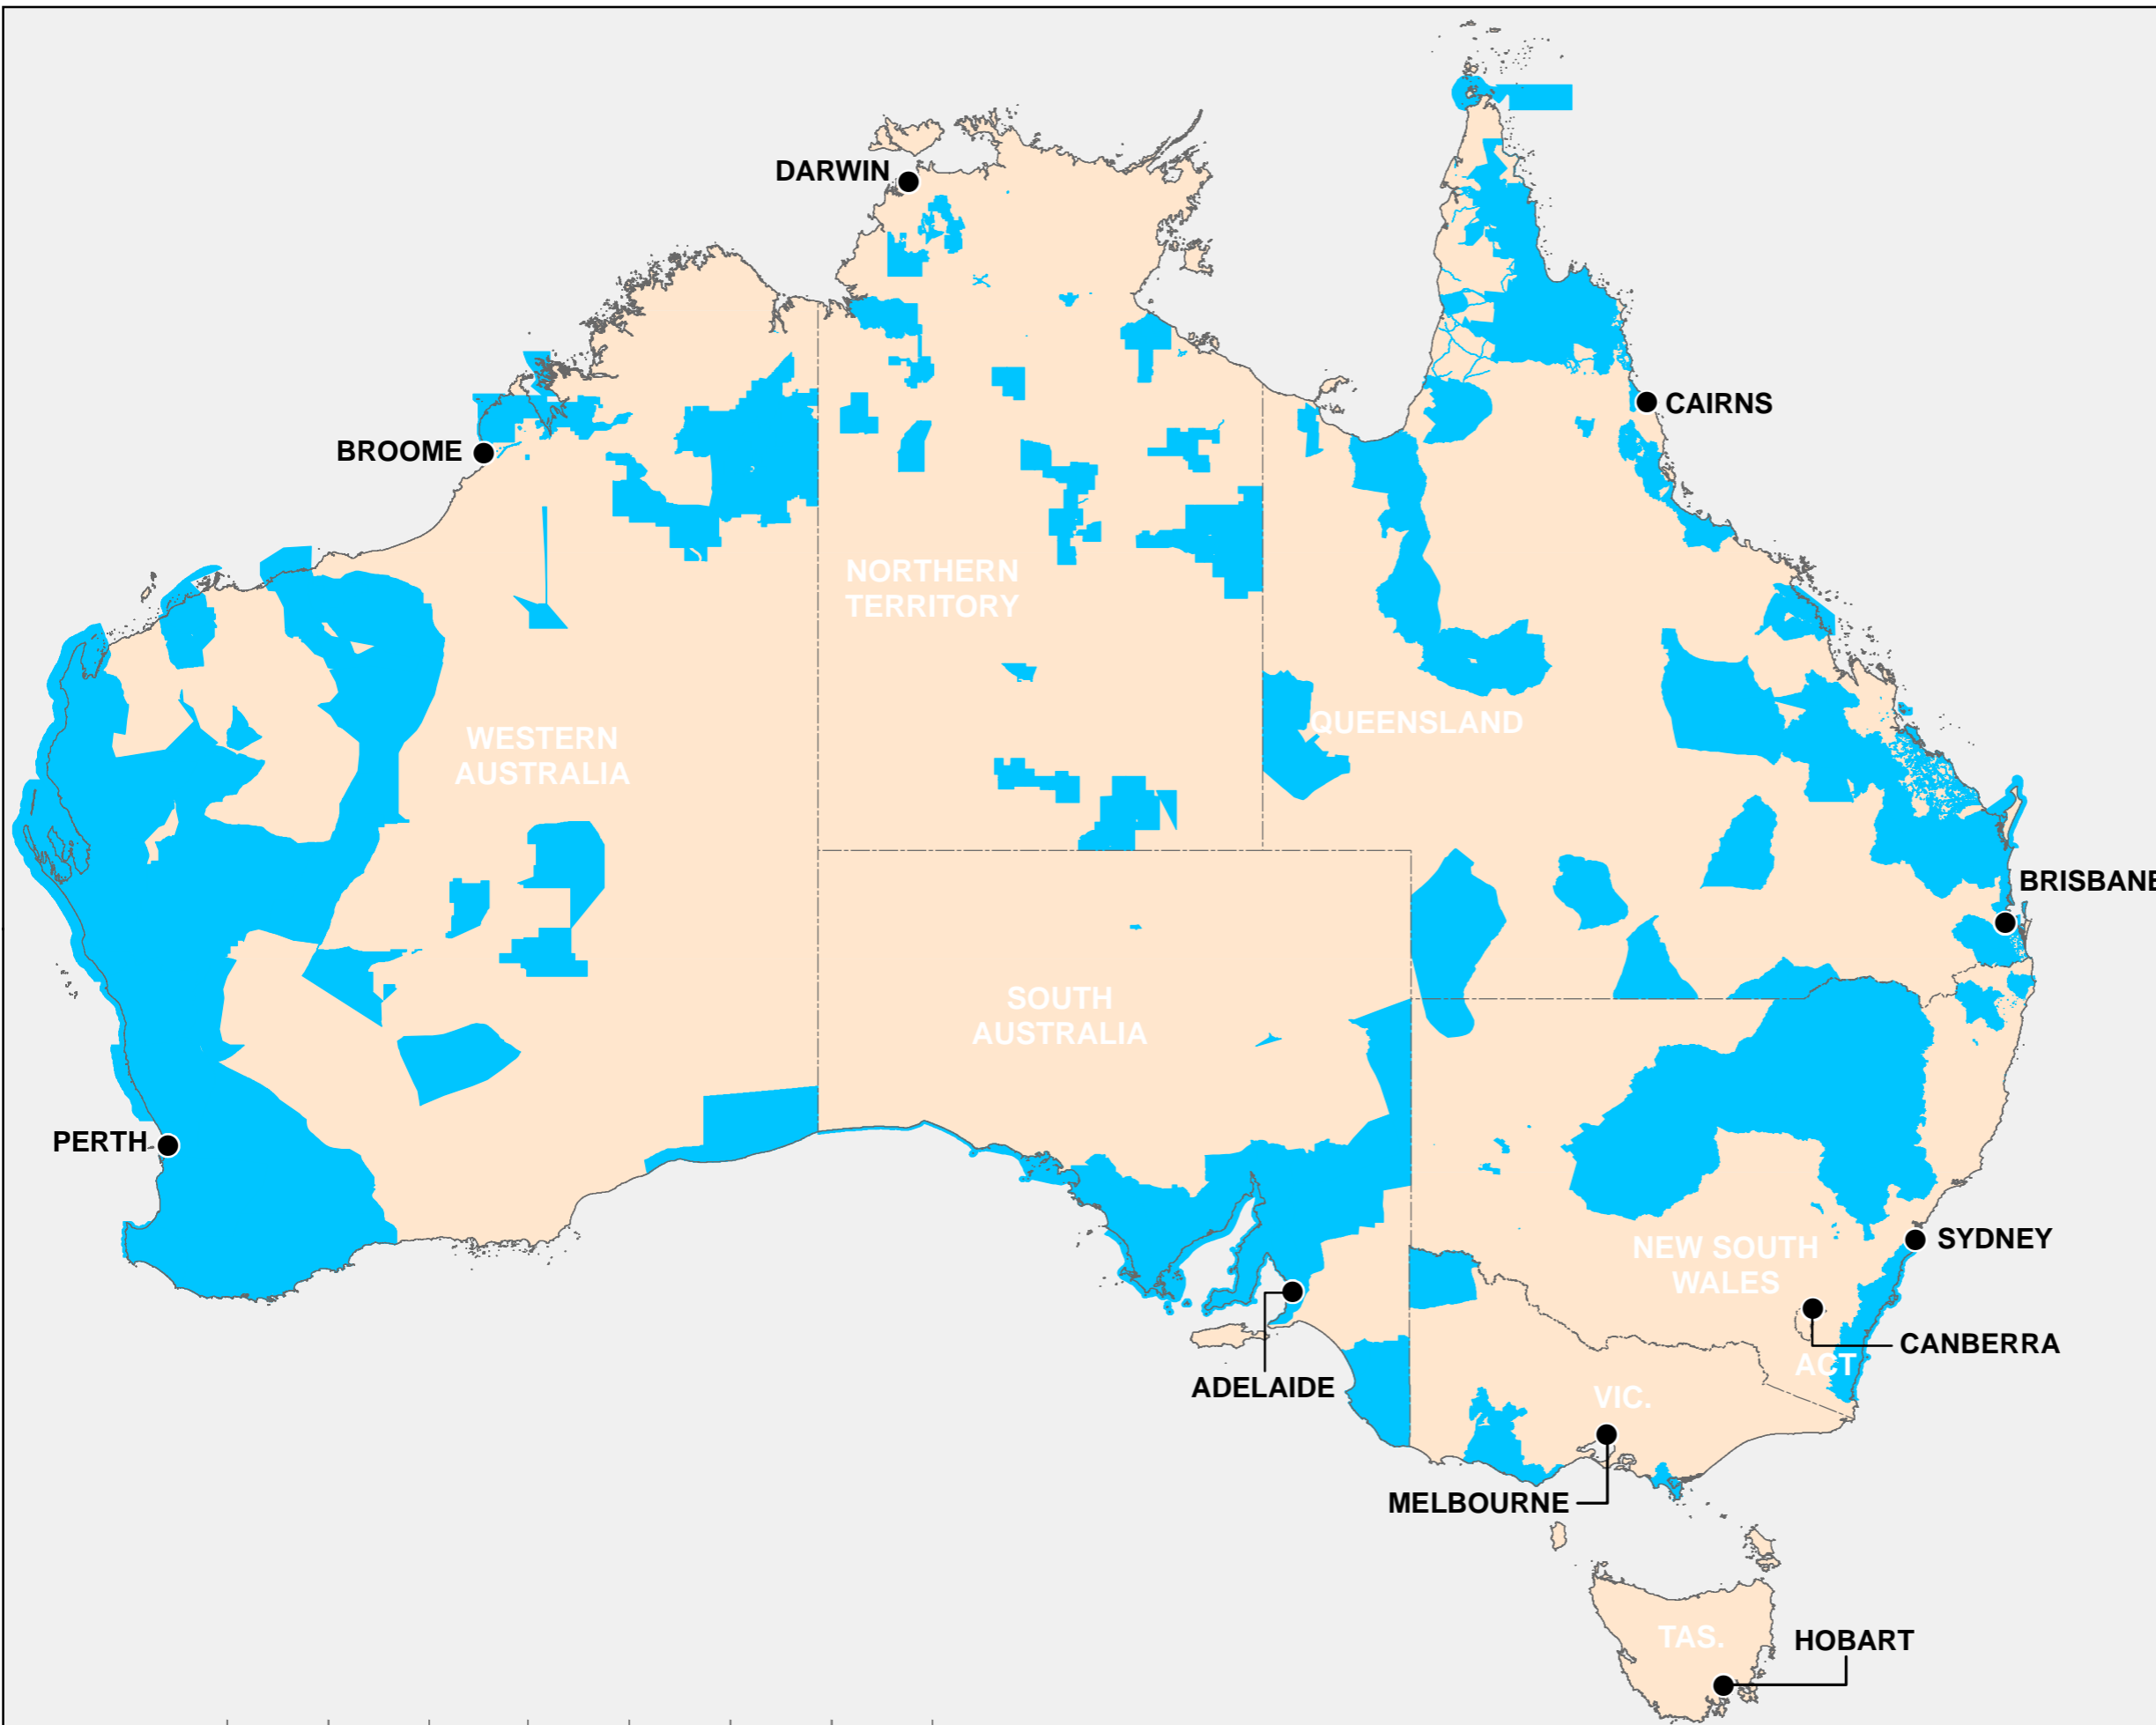 DARWIN
CAIRNS
BROOME
NORTHERN
TERRITORY
QUEENSLAND
WESTERN
AUSTRALIA
BRISBANE
SOUTH
AUSTRALIA
PERTH
SYDNEY
NEW SOUTH
WALES
CANBERRA
ACT
ADELAIDE
VIC.
MELBOURNE
TAS.
HOBART